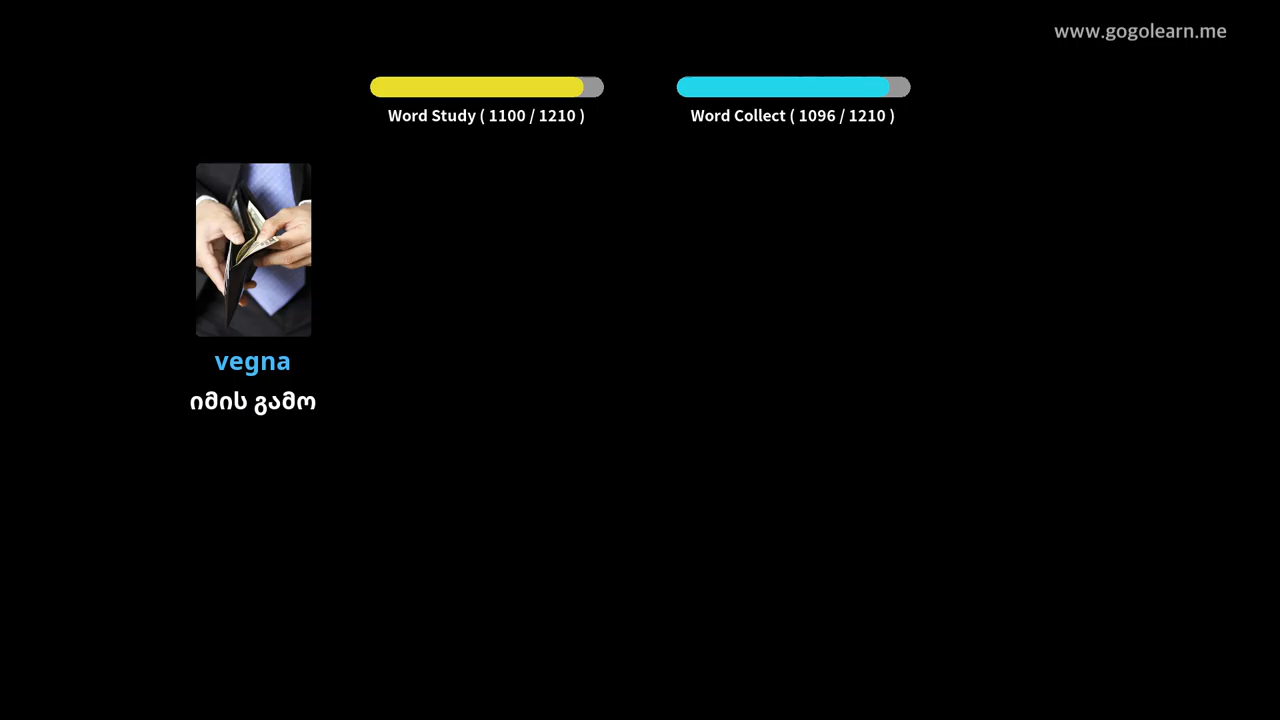 www.gogolearn.me
Word Study ( 1100 / 1210 )
Word Collect ( 1096 / 1210 )
vegna
იმის გამო